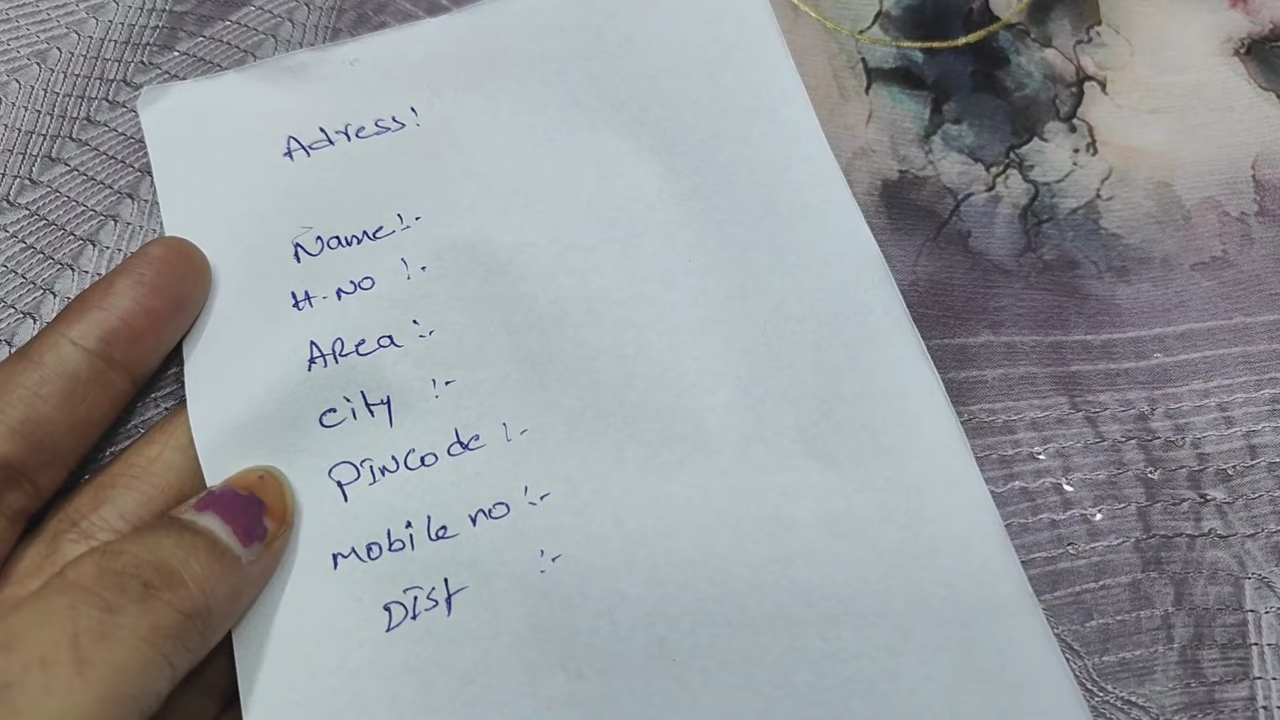 Adress!
Name:-
H-NO :-
ARea :-
city :-
PINCode :-
mobile no :-
DIST :-